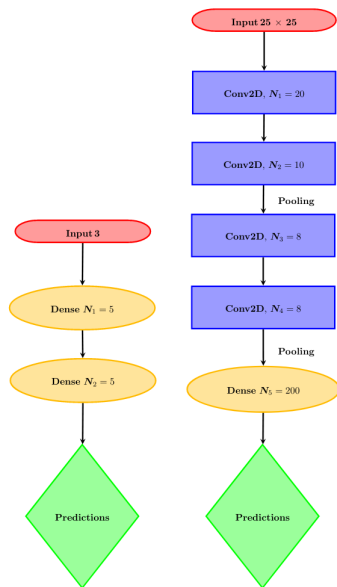 Input 3
Dense N₁ = 5
Dense N₂ = 5
Predictions
Input 25 × 25
Conv2D, N₁ = 20
Conv2D, N₂ = 10
Pooling
Conv2D, N₃ = 8
Conv2D, N₄ = 8
Pooling
Dense N₅ = 200
Predictions